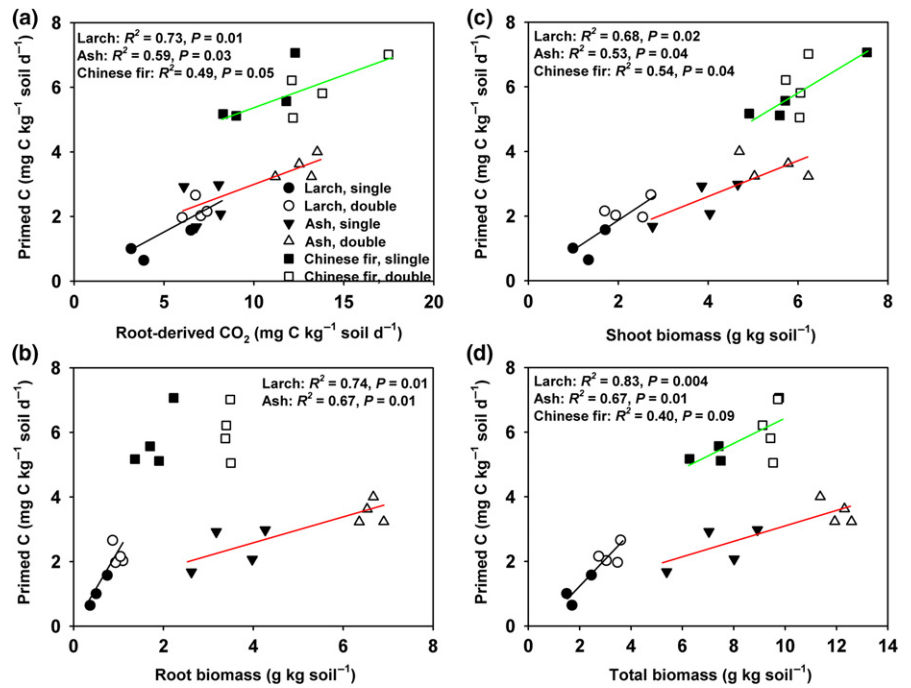 (a)
Larch: R² = 0.73, P = 0.01
Ash: R² = 0.59, P = 0.03
Chinese fir: R²= 0.49, P = 0.05
Primed C (mg C kg⁻¹ soil d⁻¹)
8
6
4
2
0
Larch, single
Larch, double
Ash, single
Ash, double
Chinese fir, slingle
Chinese fir, double
0 5 10 15 20
Root-derived CO₂ (mg C kg⁻¹ soil d⁻¹)
(c)
Larch: R² = 0.68, P = 0.02
Ash: R² = 0.53, P = 0.04
Chinese fir: R² = 0.54, P = 0.04
Primed C (mg C kg⁻¹ soil d⁻¹)
8
6
4
2
0
0 2 4 6 8
Shoot biomass (g kg soil⁻¹)
(b)
Larch: R² = 0.74, P = 0.01
Ash: R² = 0.67, P = 0.01
Primed C (mg C kg⁻¹ soil d⁻¹)
8
6
4
2
0
0 2 4 6 8
Root biomass (g kg soil⁻¹)
(d)
Larch: R² = 0.83, P = 0.004
Ash: R² = 0.67, P = 0.01
Chinese fir: R² = 0.40, P = 0.09
Primed C (mg C kg⁻¹ soil d⁻¹)
8
6
4
2
0
0 2 4 6 8 10 12 14
Total biomass (g kg soil⁻¹)